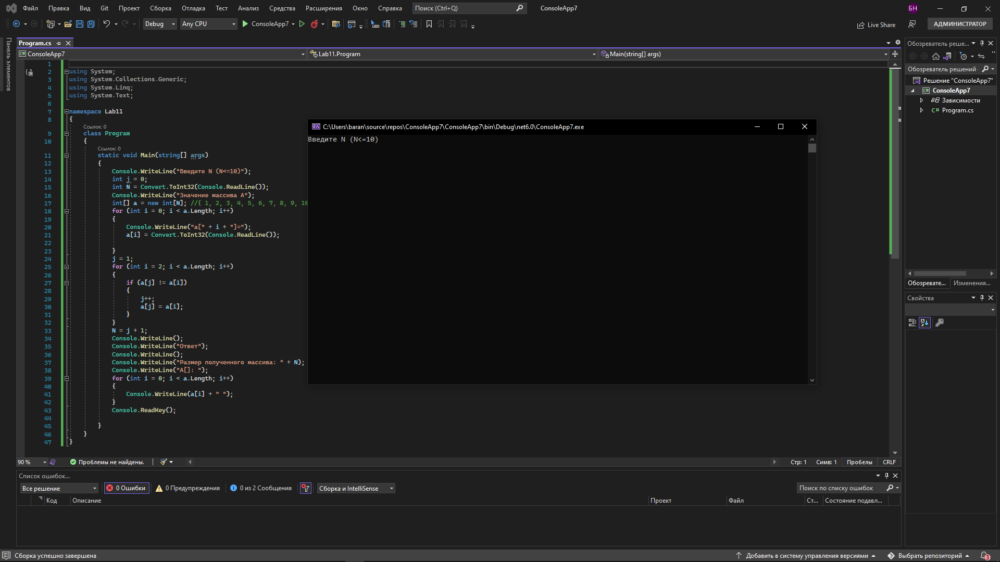 Файл Правка Вид Git Проект Сборка Отладка Тест Анализ Средства Расширения Окно Справка Поиск (Ctrl+Q) ConsoleApp7 БН
Debug Any CPU ConsoleApp7 Live Share АДМИНИСТРАТОР
Панель элементов
Program.cs
ConsoleApp7 Lab11.Program Main(string[] args)
1
2 using System;
3 using System.Collections.Generic;
4 using System.Linq;
5 using System.Text;
6
7 namespace Lab11
8 {
Ссылок: 0
9 class Program
10 {
Ссылок: 0
11 static void Main(string[] args)
12 {
13 Console.WriteLine("Введите N (N<=10)");
14 int j = 0;
15 int N = Convert.ToInt32(Console.ReadLine());
16 Console.WriteLine("Значение массива A");
17 int[] a = new int[N]; //{ 1, 2, 3, 4, 5, 6, 7, 8, 9, 10
18 for (int i = 0; i < a.Length; i++)
19 {
20 Console.WriteLine("a[" + i + "]=");
21 a[i] = Convert.ToInt32(Console.ReadLine());
22
23 }
24 j = 1;
25 for (int i = 2; i < a.Length; i++)
26 {
27 if (a[j] != a[i])
28 {
29 j++;
30 a[j] = a[i];
31 }
32 }
33 N = j + 1;
34 Console.WriteLine();
35 Console.WriteLine("Ответ");
36 Console.WriteLine();
37 Console.WriteLine("Размер полученного массива: " + N);
38 Console.WriteLine("A[]: ");
39 for (int i = 0; i < a.Length; i++)
40 {
41 Console.WriteLine(a[i] + " ");
42 }
43 Console.ReadKey();
44
45 }
46 }
47 }
C:\Users\baran\source\repos\ConsoleApp7\ConsoleApp7\bin\Debug\net6.0\ConsoleApp7.exe
Введите N (N<=10)
Обозреватель реше...
Обозреватель решений
Решение "ConsoleApp7"
ConsoleApp7
Зависимости
Program.cs
Обозревате... Изменения...
Свойства
90 % Проблемы не найдены. Стр: 1 Симв: 1 Пробелы CRLF
Список ошибок...
Все решение 0 Ошибки 0 Предупреждения 0 из 2 Сообщения Сборка и IntelliSense Поиск по списку ошибок
Код Описание Проект Файл Ст... Состояние подавл...
Сборка успешно завершена Добавить в систему управления версиями Выбрать репозиторий 3